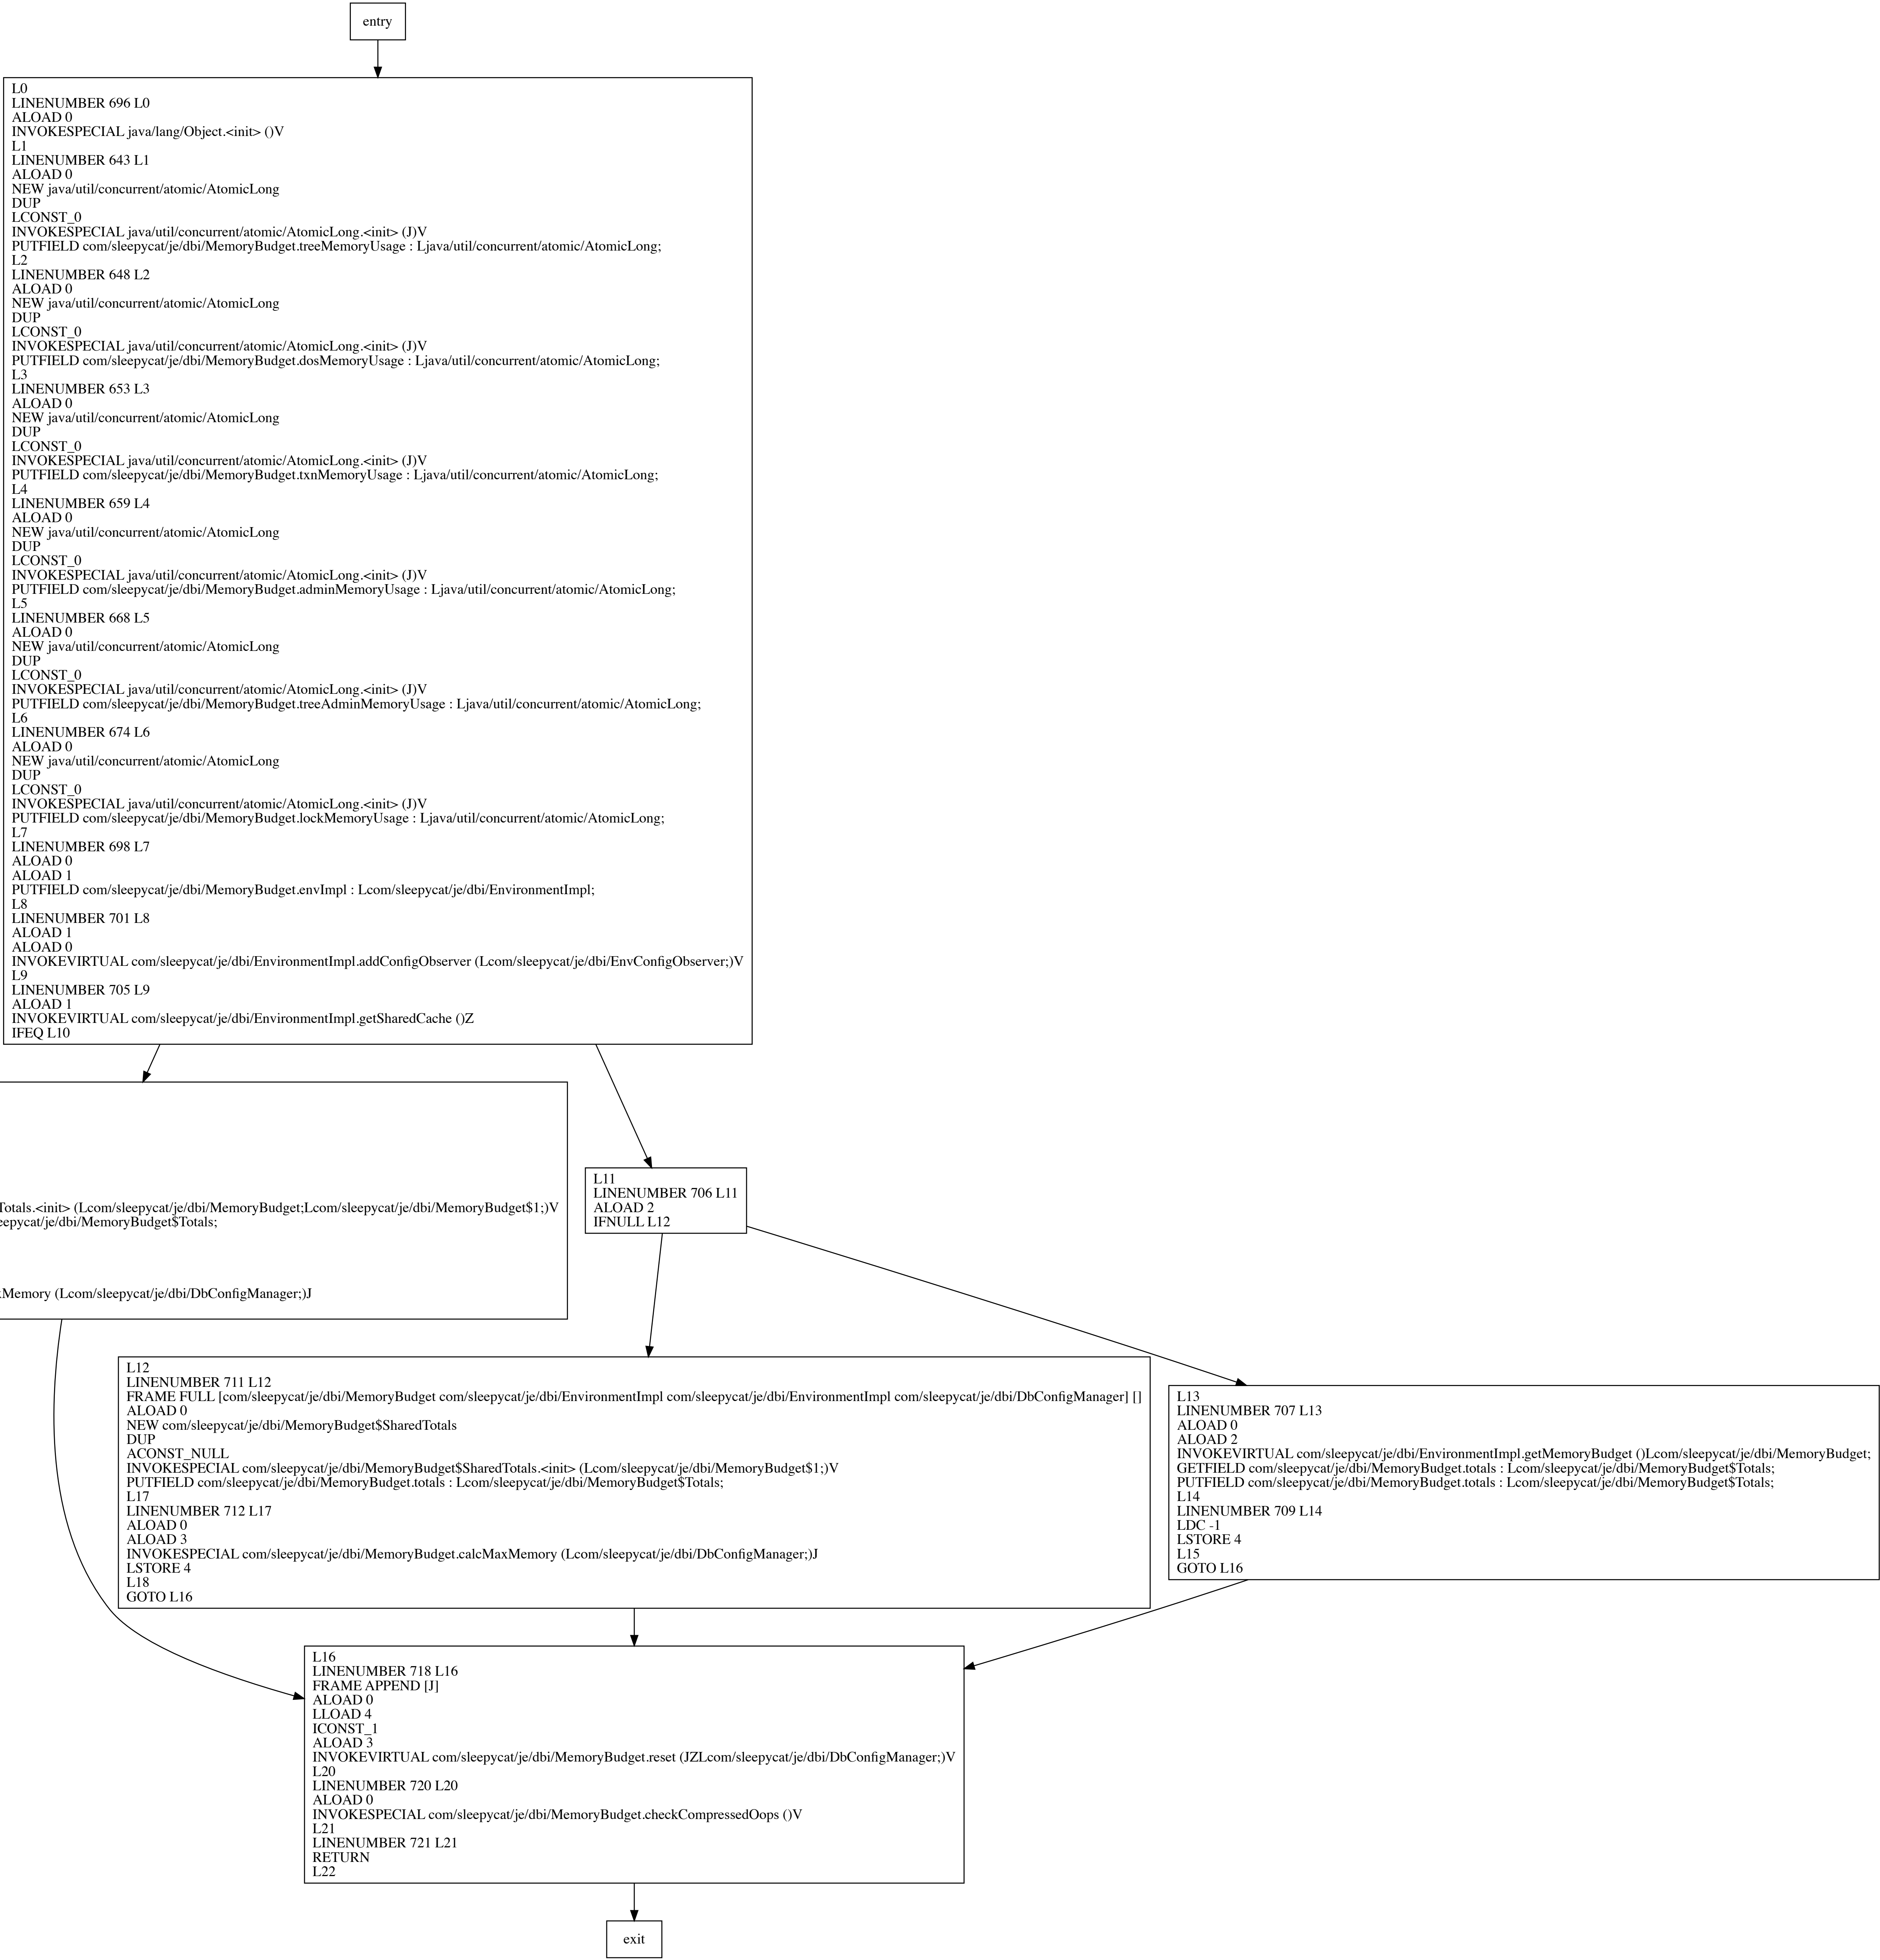 entry
L0
LINENUMBER 696 L0
ALOAD 0
INVOKESPECIAL java/lang/Object.<init> ()V
L1
LINENUMBER 643 L1
ALOAD 0
NEW java/util/concurrent/atomic/AtomicLong
DUP
LCONST_0
INVOKESPECIAL java/util/concurrent/atomic/AtomicLong.<init> (J)V
PUTFIELD com/sleepycat/je/dbi/MemoryBudget.treeMemoryUsage : Ljava/util/concurrent/atomic/AtomicLong;
L2
LINENUMBER 648 L2
ALOAD 0
NEW java/util/concurrent/atomic/AtomicLong
DUP
LCONST_0
INVOKESPECIAL java/util/concurrent/atomic/AtomicLong.<init> (J)V
PUTFIELD com/sleepycat/je/dbi/MemoryBudget.dosMemoryUsage : Ljava/util/concurrent/atomic/AtomicLong;
L3
LINENUMBER 653 L3
ALOAD 0
NEW java/util/concurrent/atomic/AtomicLong
DUP
LCONST_0
INVOKESPECIAL java/util/concurrent/atomic/AtomicLong.<init> (J)V
PUTFIELD com/sleepycat/je/dbi/MemoryBudget.txnMemoryUsage : Ljava/util/concurrent/atomic/AtomicLong;
L4
LINENUMBER 659 L4
ALOAD 0
NEW java/util/concurrent/atomic/AtomicLong
DUP
LCONST_0
INVOKESPECIAL java/util/concurrent/atomic/AtomicLong.<init> (J)V
PUTFIELD com/sleepycat/je/dbi/MemoryBudget.adminMemoryUsage : Ljava/util/concurrent/atomic/AtomicLong;
L5
LINENUMBER 668 L5
ALOAD 0
NEW java/util/concurrent/atomic/AtomicLong
DUP
LCONST_0
INVOKESPECIAL java/util/concurrent/atomic/AtomicLong.<init> (J)V
PUTFIELD com/sleepycat/je/dbi/MemoryBudget.treeAdminMemoryUsage : Ljava/util/concurrent/atomic/AtomicLong;
L6
LINENUMBER 674 L6
ALOAD 0
NEW java/util/concurrent/atomic/AtomicLong
DUP
LCONST_0
INVOKESPECIAL java/util/concurrent/atomic/AtomicLong.<init> (J)V
PUTFIELD com/sleepycat/je/dbi/MemoryBudget.lockMemoryUsage : Ljava/util/concurrent/atomic/AtomicLong;
L7
LINENUMBER 698 L7
ALOAD 0
ALOAD 1
PUTFIELD com/sleepycat/je/dbi/MemoryBudget.envImpl : Lcom/sleepycat/je/dbi/EnvironmentImpl;
L8
LINENUMBER 701 L8
ALOAD 1
ALOAD 0
INVOKEVIRTUAL com/sleepycat/je/dbi/EnvironmentImpl.addConfigObserver (Lcom/sleepycat/je/dbi/EnvConfigObserver;)V
L9
LINENUMBER 705 L9
ALOAD 1
INVOKEVIRTUAL com/sleepycat/je/dbi/EnvironmentImpl.getSharedCache ()Z
IFEQ L10
Totals.<init> (Lcom/sleepycat/je/dbi/MemoryBudget;Lcom/sleepycat/je/dbi/MemoryBudget$1;)V
eepycat/je/dbi/MemoryBudget$Totals;
Memory (Lcom/sleepycat/je/dbi/DbConfigManager;)J
L11
LINENUMBER 706 L11
ALOAD 2
IFNULL L12
L12
LINENUMBER 711 L12
FRAME FULL [com/sleepycat/je/dbi/MemoryBudget com/sleepycat/je/dbi/EnvironmentImpl com/sleepycat/je/dbi/EnvironmentImpl com/sleepycat/je/dbi/DbConfigManager] []
ALOAD 0
NEW com/sleepycat/je/dbi/MemoryBudget$SharedTotals
DUP
ACONST_NULL
INVOKESPECIAL com/sleepycat/je/dbi/MemoryBudget$SharedTotals.<init> (Lcom/sleepycat/je/dbi/MemoryBudget$1;)V
PUTFIELD com/sleepycat/je/dbi/MemoryBudget.totals : Lcom/sleepycat/je/dbi/MemoryBudget$Totals;
L17
LINENUMBER 712 L17
ALOAD 0
ALOAD 3
INVOKESPECIAL com/sleepycat/je/dbi/MemoryBudget.calcMaxMemory (Lcom/sleepycat/je/dbi/DbConfigManager;)J
LSTORE 4
L18
GOTO L16
L13
LINENUMBER 707 L13
ALOAD 0
ALOAD 2
INVOKEVIRTUAL com/sleepycat/je/dbi/EnvironmentImpl.getMemoryBudget ()Lcom/sleepycat/je/dbi/MemoryBudget;
GETFIELD com/sleepycat/je/dbi/MemoryBudget.totals : Lcom/sleepycat/je/dbi/MemoryBudget$Totals;
PUTFIELD com/sleepycat/je/dbi/MemoryBudget.totals : Lcom/sleepycat/je/dbi/MemoryBudget$Totals;
L14
LINENUMBER 709 L14
LDC -1
LSTORE 4
L15
GOTO L16
L16
LINENUMBER 718 L16
FRAME APPEND [J]
ALOAD 0
LLOAD 4
ICONST_1
ALOAD 3
INVOKEVIRTUAL com/sleepycat/je/dbi/MemoryBudget.reset (JZLcom/sleepycat/je/dbi/DbConfigManager;)V
L20
LINENUMBER 720 L20
ALOAD 0
INVOKESPECIAL com/sleepycat/je/dbi/MemoryBudget.checkCompressedOops ()V
L21
LINENUMBER 721 L21
RETURN
L22
exit